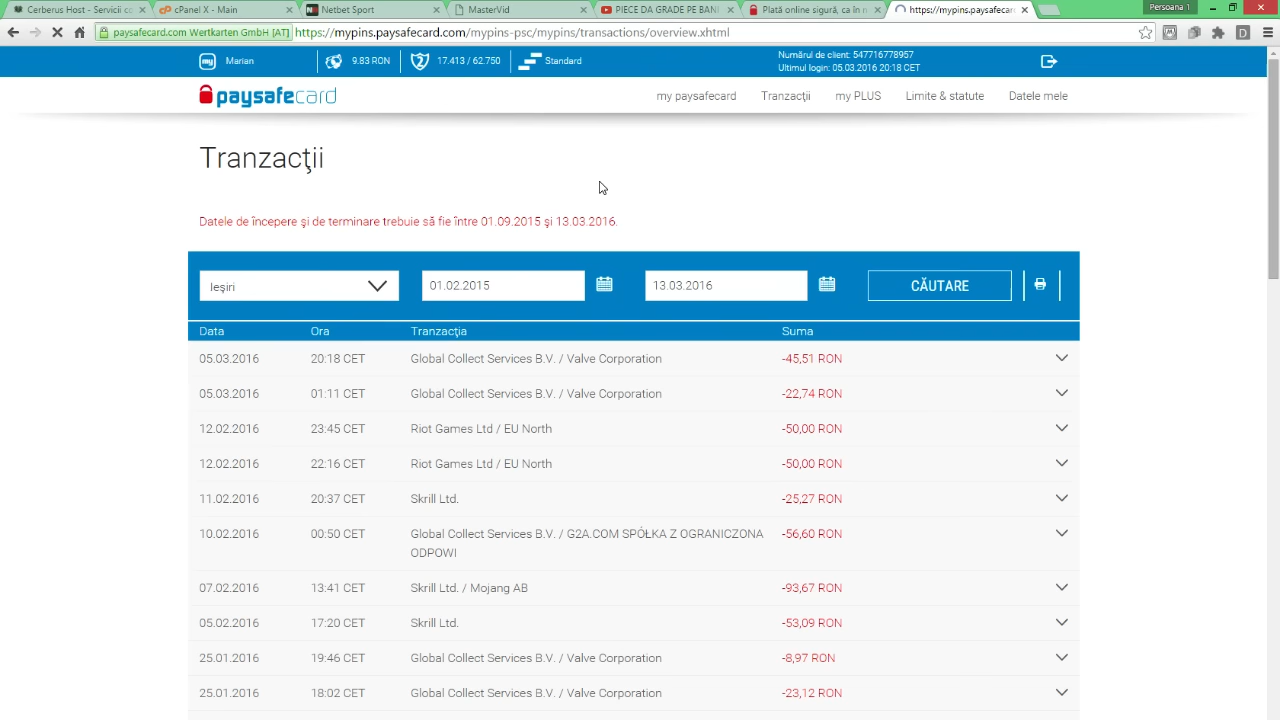 Cerberus Host - Servicii co
cPanel X - Main
Netbet Sport
MasterVid
PIECE DA GRADE PE BANI
Plată online sigură, ca în n
https://mypins.paysafecar
Persoana 1
paysafecard.com Wertkarten GmbH [AT]
https://mypins.paysafecard.com/mypins-psc/mypins/transactions/overview.xhtml
my Marian
9.83 RON
2 17.413 / 62.750
Standard
Numărul de client: 547716778957
Ultimul login: 05.03.2016 20:18 CET
paysafecard
my paysafecard
Tranzacţii
my PLUS
Limite & statute
Datele mele
Tranzacţii
Datele de începere şi de terminare trebuie să fie între 01.09.2015 şi 13.03.2016.
Ieşiri
01.02.2015
13.03.2016
CĂUTARE
Data Ora Tranzacţia Suma
05.03.2016 20:18 CET Global Collect Services B.V. / Valve Corporation -45,51 RON
05.03.2016 01:11 CET Global Collect Services B.V. / Valve Corporation -22,74 RON
12.02.2016 23:45 CET Riot Games Ltd / EU North -50,00 RON
12.02.2016 22:16 CET Riot Games Ltd / EU North -50,00 RON
11.02.2016 20:37 CET Skrill Ltd. -25,27 RON
10.02.2016 00:50 CET Global Collect Services B.V. / G2A.COM SPÓŁKA Z OGRANICZONA -56,60 RON
ODPOWI
07.02.2016 13:41 CET Skrill Ltd. / Mojang AB -93,67 RON
05.02.2016 17:20 CET Skrill Ltd. -53,09 RON
25.01.2016 19:46 CET Global Collect Services B.V. / Valve Corporation -8,97 RON
25.01.2016 18:02 CET Global Collect Services B.V. / Valve Corporation -23,12 RON